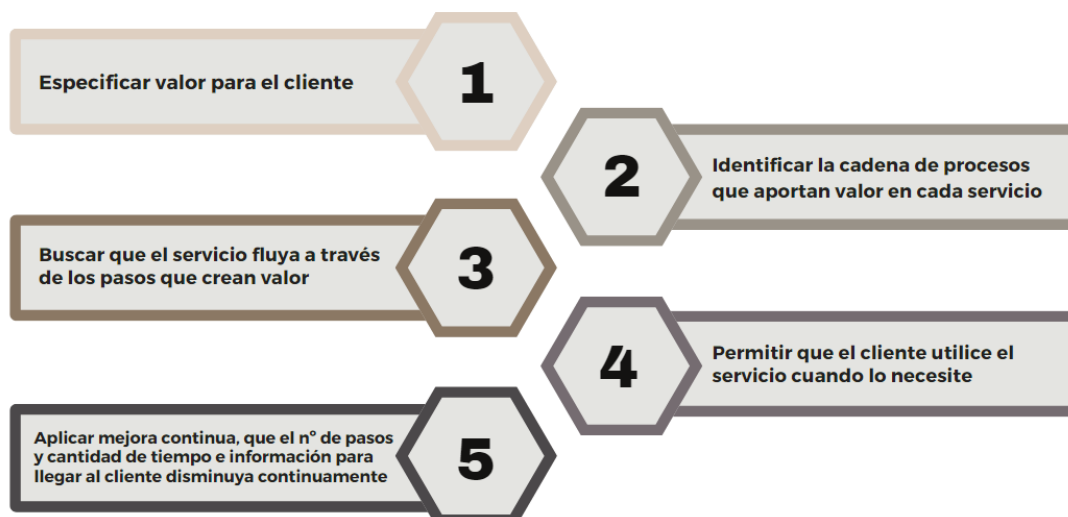 1
Especificar valor para el cliente
2
Identificar la cadena de procesos
que aportan valor en cada servicio
3
Buscar que el servicio fluya a través
de los pasos que crean valor
4
Permitir que el cliente utilice el
servicio cuando lo necesite
5
Aplicar mejora continua, que el nº de pasos
y cantidad de tiempo e información para
llegar al cliente disminuya continuamente